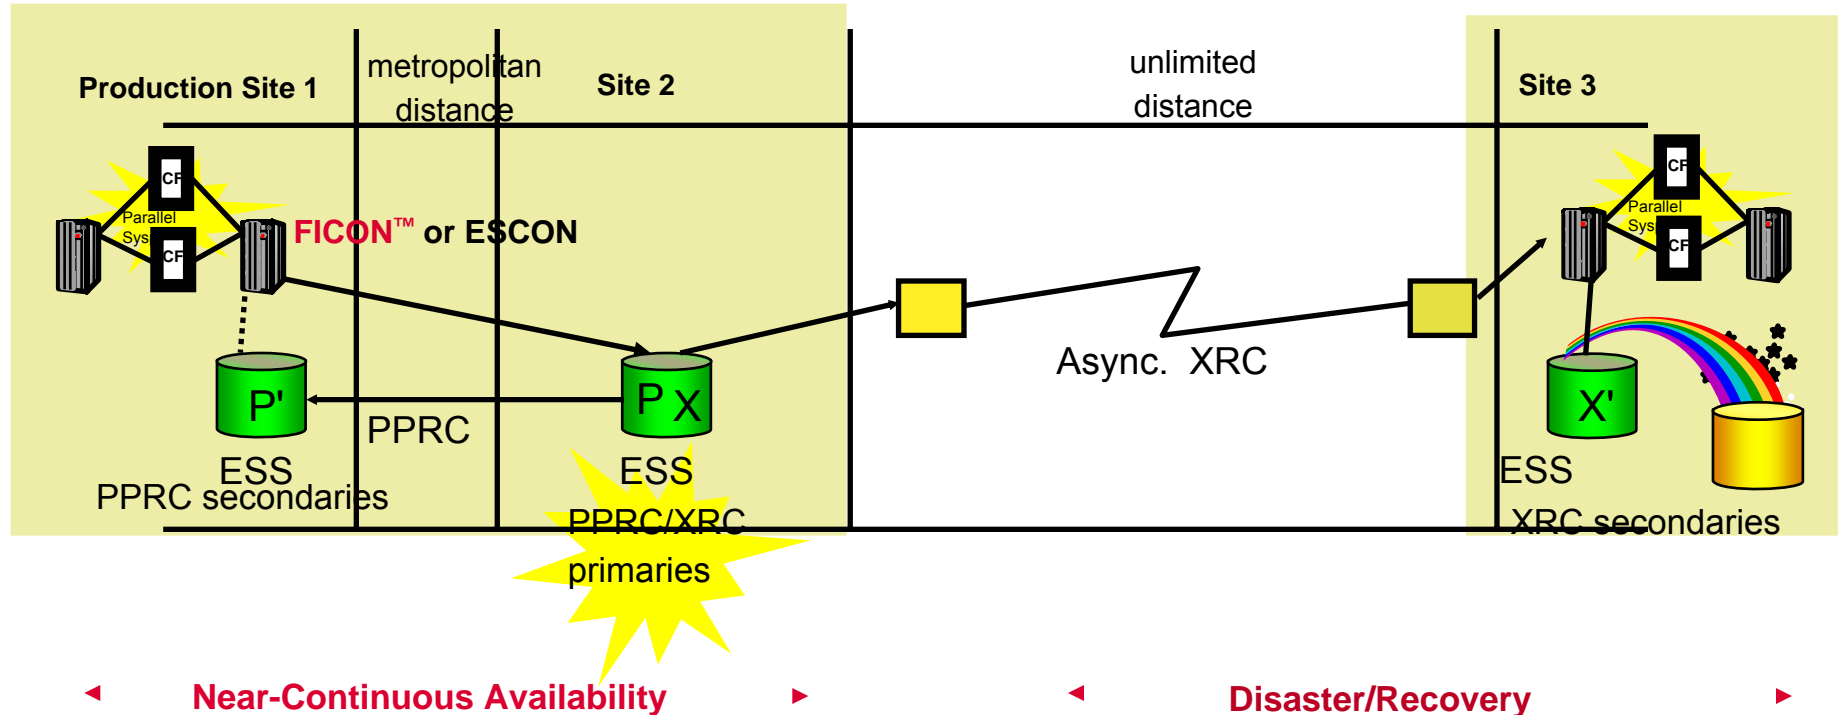 Production Site 1
metropolitan
distance
Site 2
unlimited
distance
Site 3
CF
Parallel
Sys
CF
FICON™ or ESCON
CF
Parallel
Sys
CF
Async. XRC
P'
PPRC
P X
X'
ESS
PPRC secondaries
ESS
PPRC/XRC
primaries
ESS
XRC secondaries
Near-Continuous Availability
Disaster/Recovery